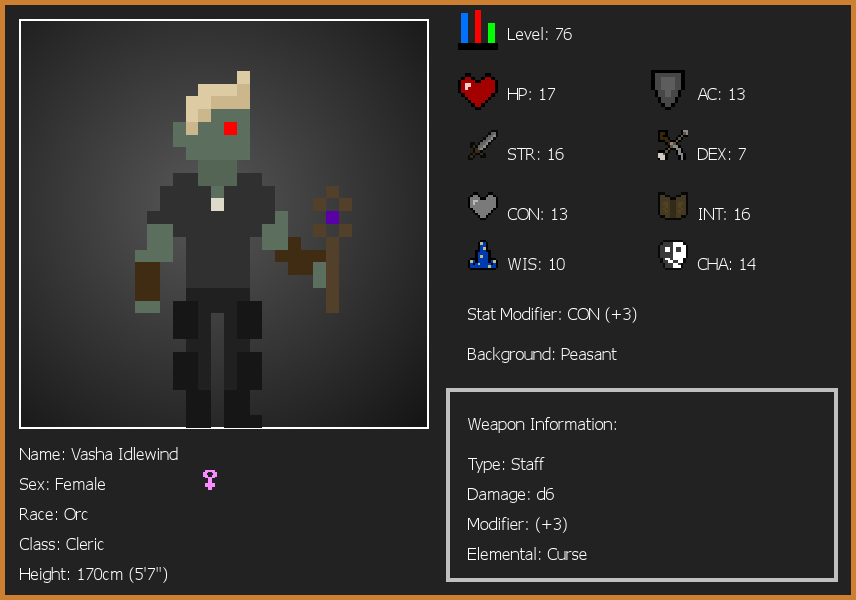 Level: 76
HP: 17
AC: 13
STR: 16
DEX: 7
CON: 13
INT: 16
WIS: 10
CHA: 14
Stat Modifier: CON (+3)
Background: Peasant
Weapon Information:
Type: Staff
Damage: d6
Modifier: (+3)
Elemental: Curse
Name: Vasha Idlewind
Sex: Female
Race: Orc
Class: Cleric
Height: 170cm (5'7")